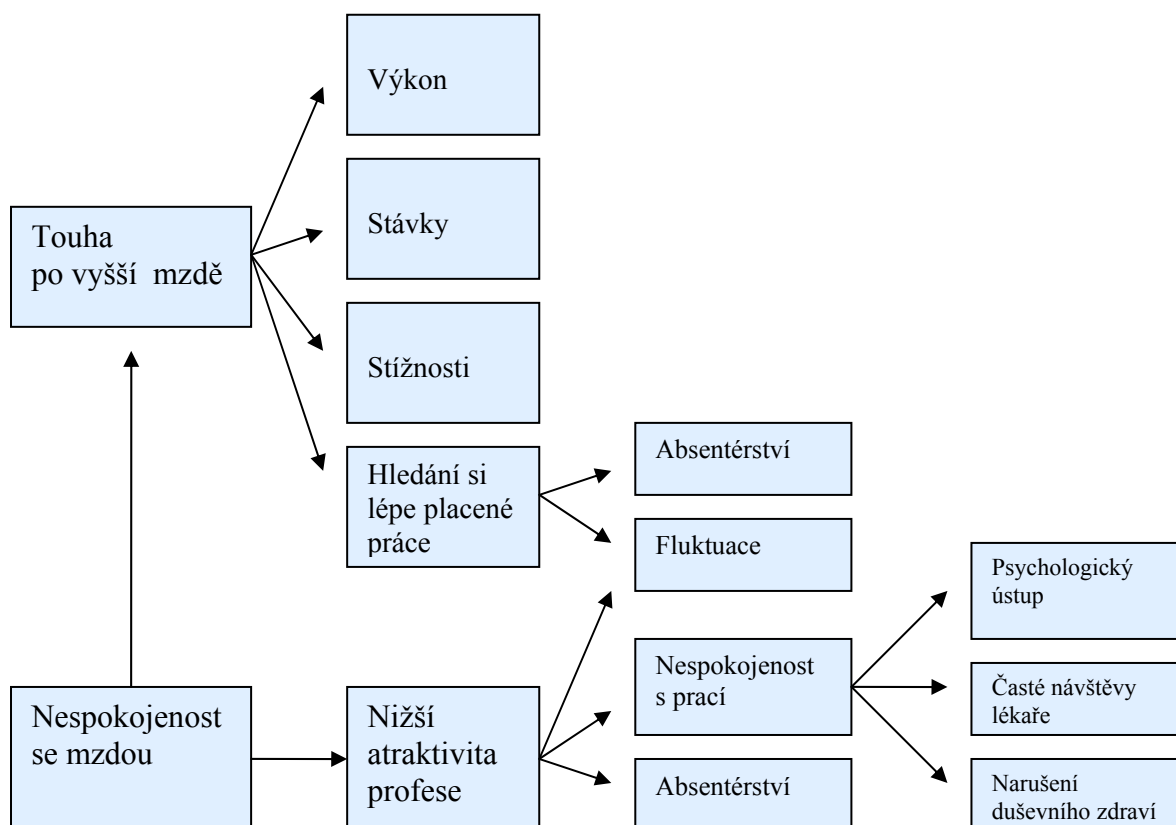 Výkon
Stávky
Touha
po vyšší  mzdě
Stížnosti
Hledání si
lépe placené
práce
Absentérství
Fluktuace
Psychologický
ústup
Nespokojenost
se mzdou
Nižší
atraktivita
profese
Nespokojenost
s prací
Časté návštěvy
lékaře
Absentérství
Narušení
duševního zdraví